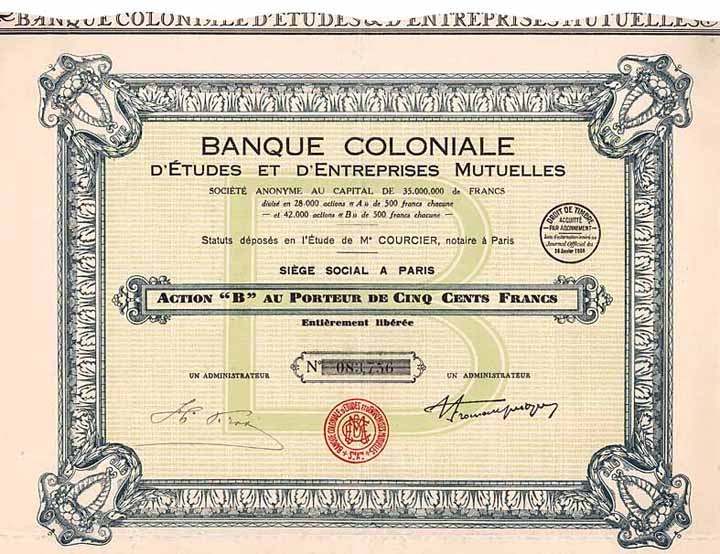 BANQUE COLONIALE D'ÉTUDES & D'ENTREPRISES MUTUELLES
BANQUE COLONIALE
D'ÉTUDES ET D'ENTREPRISES MUTUELLES
SOCIÉTÉ ANONYME AU CAPITAL DE 35.000.000 de FRANCS
divisé en 28.000 actions «A» de 500 francs chacune
— et 42.000 actions «B» de 500 francs chacune —
Statuts déposés en l'Étude de Me COURCIER, notaire à Paris
DROIT DE TIMBRE
ACQUITTÉ
PAR ABONNEMENT
Journal Officiel du
SIÈGE SOCIAL A PARIS
ACTION "B" AU PORTEUR DE CINQ CENTS FRANCS
Entièrement libérée
No 083,756
UN ADMINISTRATEUR
UN ADMINISTRATEUR
BANQUE COLONIALE D'ÉTUDES ET D'ENTREPRISES MUTUELLES